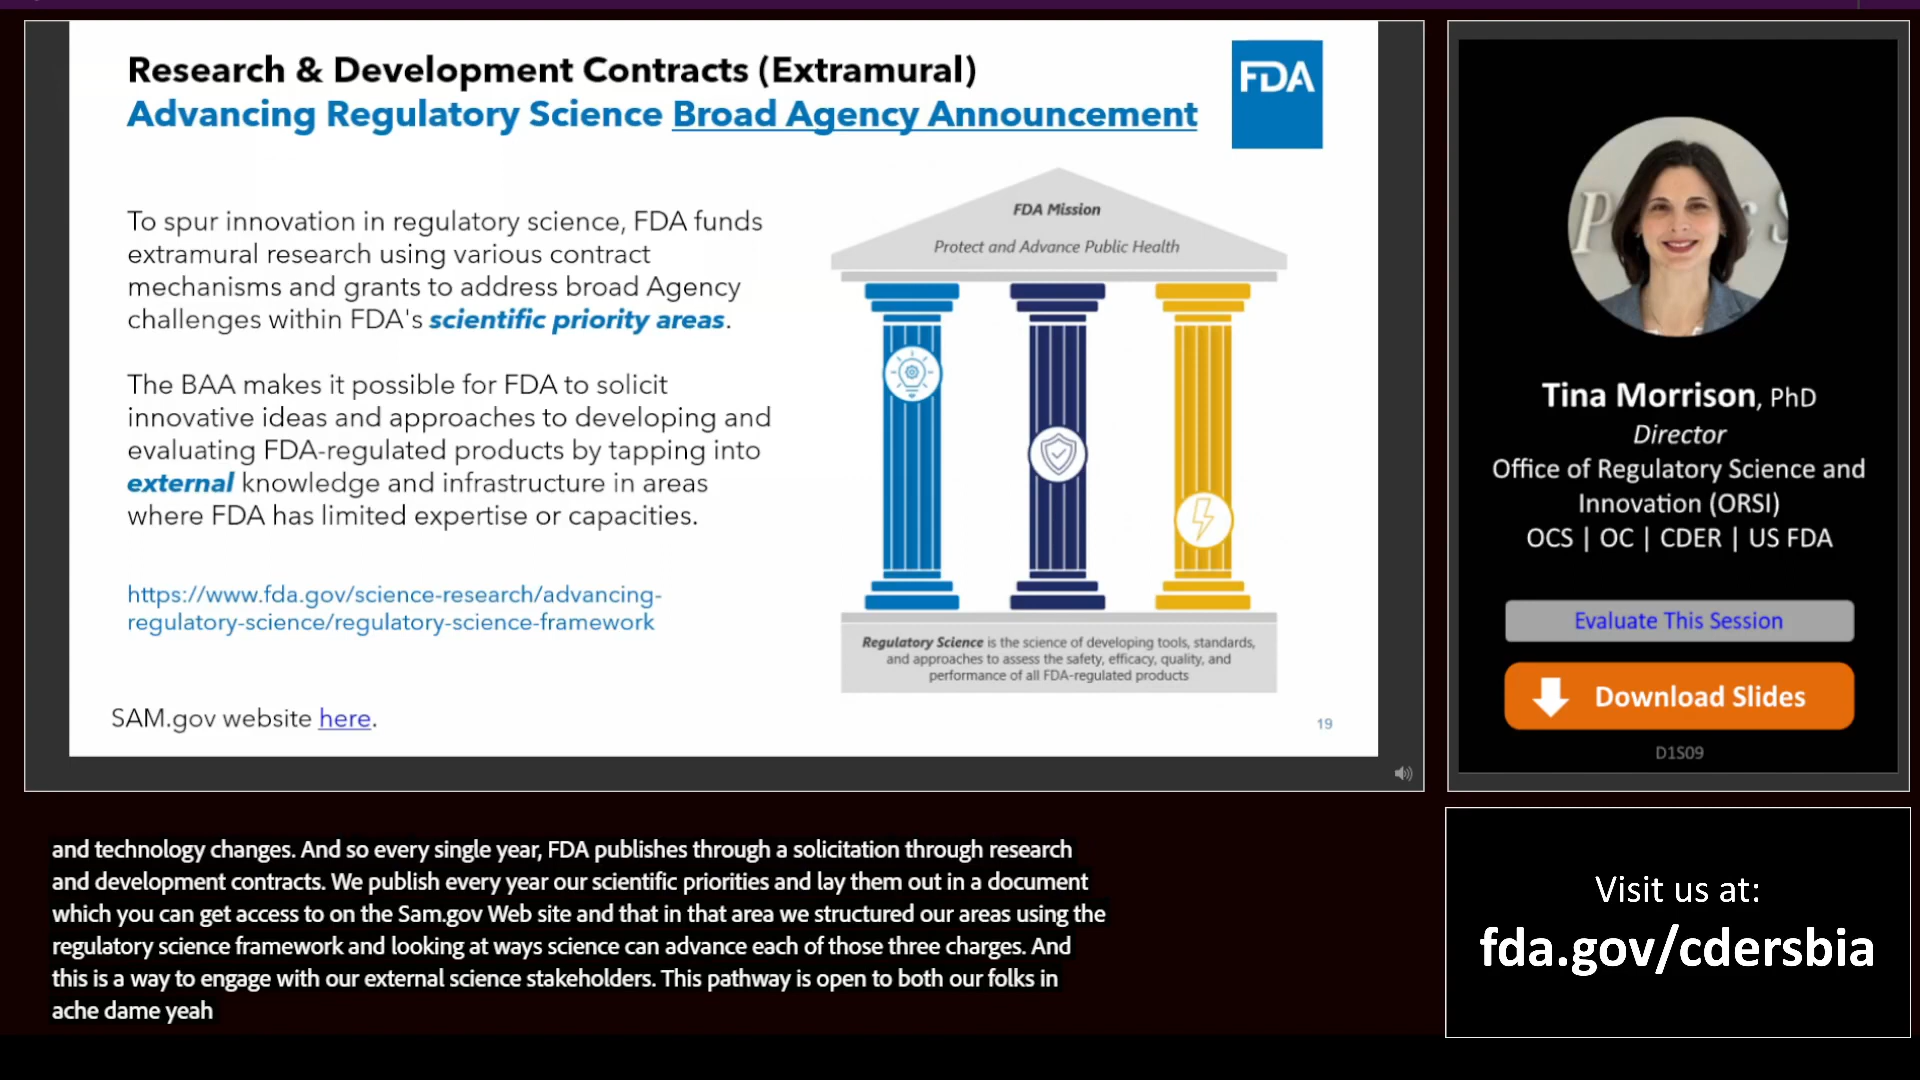 Research & Development Contracts (Extramural)
Advancing Regulatory Science Broad Agency Announcement
FDA
To spur innovation in regulatory science, FDA funds
extramural research using various contract
mechanisms and grants to address broad Agency
challenges within FDA's scientific priority areas.
The BAA makes it possible for FDA to solicit
innovative ideas and approaches to developing and
evaluating FDA-regulated products by tapping into
external knowledge and infrastructure in areas
where FDA has limited expertise or capacities.
https://www.fda.gov/science-research/advancing-
regulatory-science/regulatory-science-framework
SAM.gov website here.
FDA Mission
Protect and Advance Public Health
Regulatory Science is the science of developing tools, standards,
and approaches to assess the safety, efficacy, quality, and
performance of all FDA-regulated products
19
Tina Morrison, PhD
Director
Office of Regulatory Science and
Innovation (ORSI)
OCS | OC | CDER | US FDA
Evaluate This Session
Download Slides
D1S09
and technology changes. And so every single year, FDA publishes through a solicitation through research
and development contracts. We publish every year our scientific priorities and lay them out in a document
which you can get access to on the Sam.gov Web site and that in that area we structured our areas using the
regulatory science framework and looking at ways science can advance each of those three charges. And
this is a way to engage with our external science stakeholders. This pathway is open to both our folks in
ache dame yeah
Visit us at:
fda.gov/cdersbia